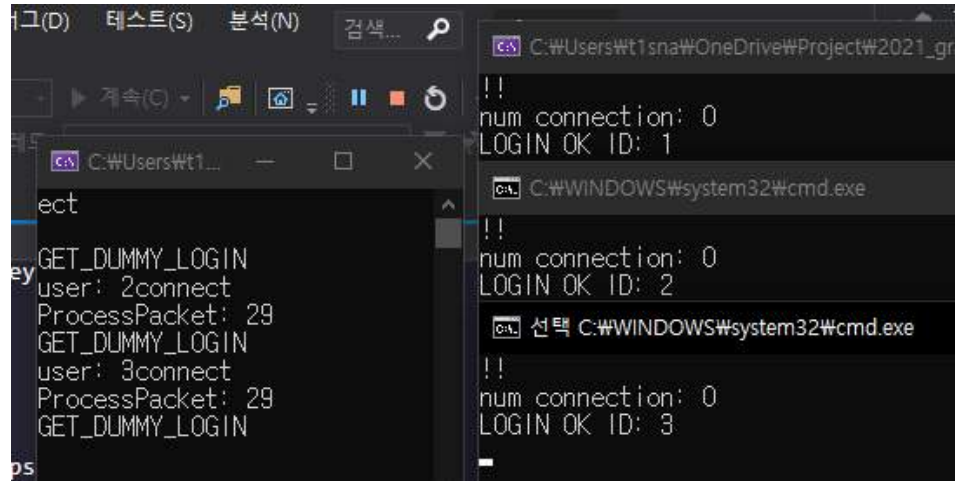 테스트(S) 분석(N) 검색...
계속(C)
C:₩Users₩t1...
ect
GET_DUMMY_LOGIN
user: 2connect
ProcessPacket: 29
GET_DUMMY_LOGIN
user: 3connect
ProcessPacket: 29
GET_DUMMY_LOGIN
ey
ps
C:₩Users₩t1sna₩OneDrive₩Project₩2021_gr
!!
num connection: 0
LOGIN OK ID: 1
C:₩WINDOWS₩system32₩cmd.exe
!!
num connection: 0
LOGIN OK ID: 2
선택 C:₩WINDOWS₩system32₩cmd.exe
!!
num connection: 0
LOGIN OK ID: 3